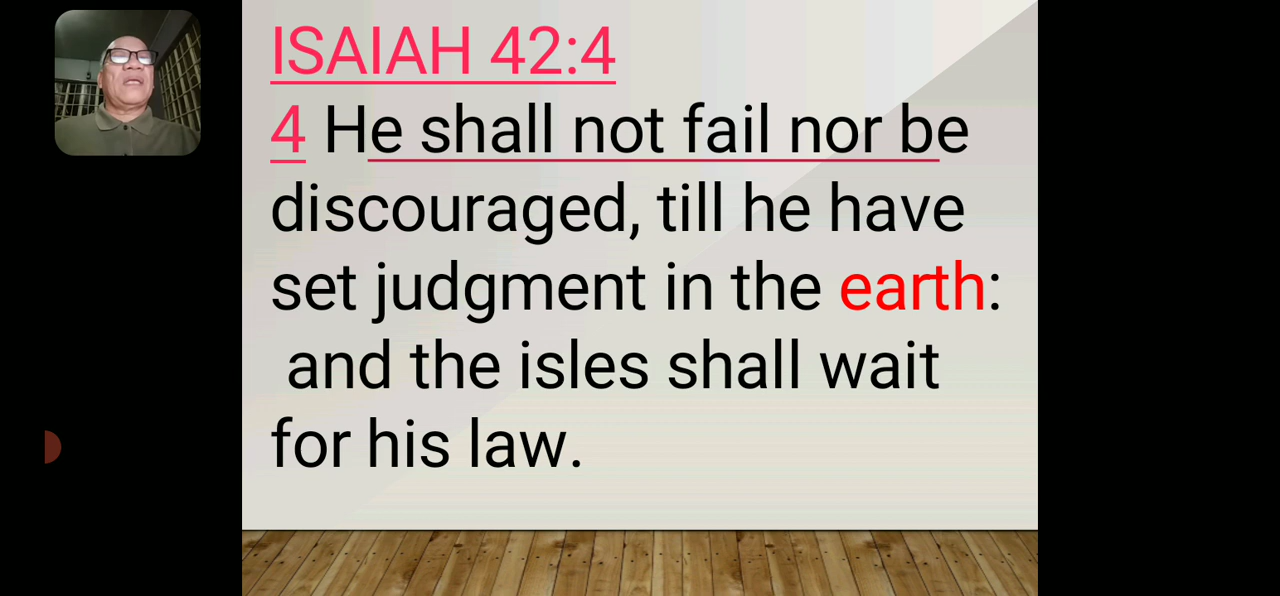 ISAIAH 42:4
4 He shall not fail nor be
discouraged, till he have
set judgment in the earth:
and the isles shall wait
for his law.